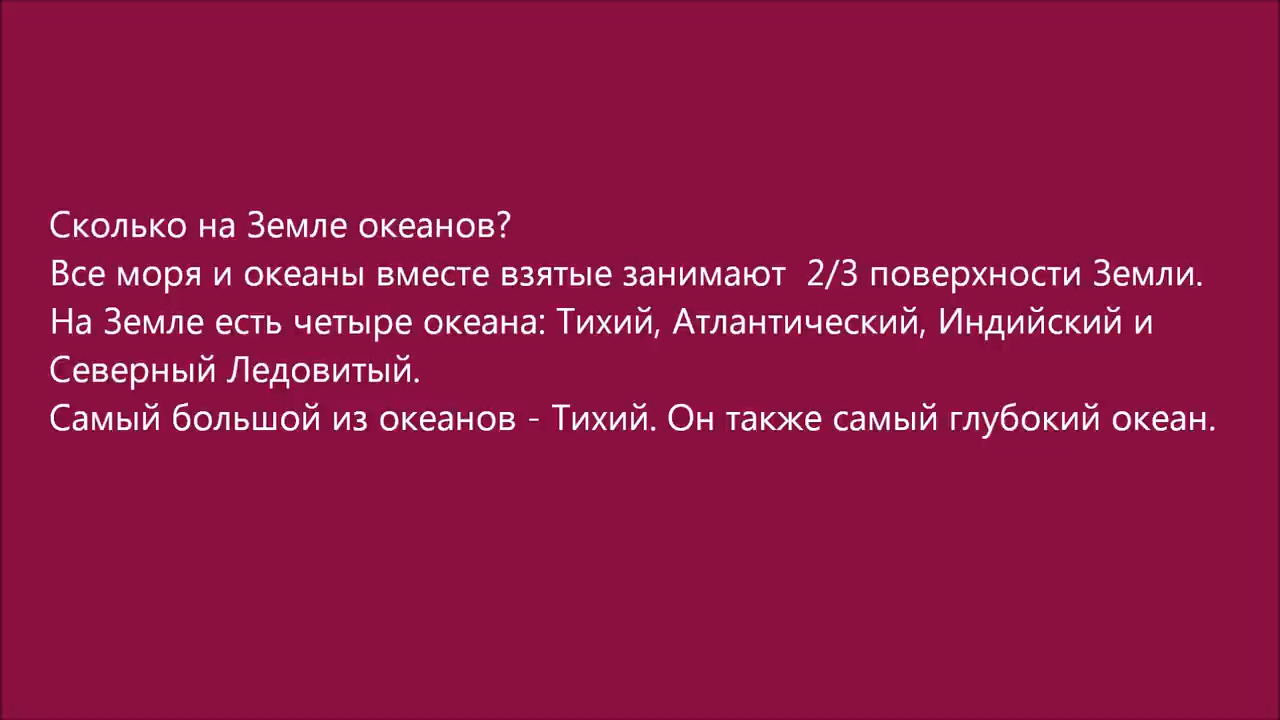 Сколько на Земле океанов?
Все моря и океаны вместе взятые занимают  2/3 поверхности Земли.
На Земле есть четыре океана: Тихий, Атлантический, Индийский и
Северный Ледовитый.
Самый большой из океанов - Тихий. Он также самый глубокий океан.